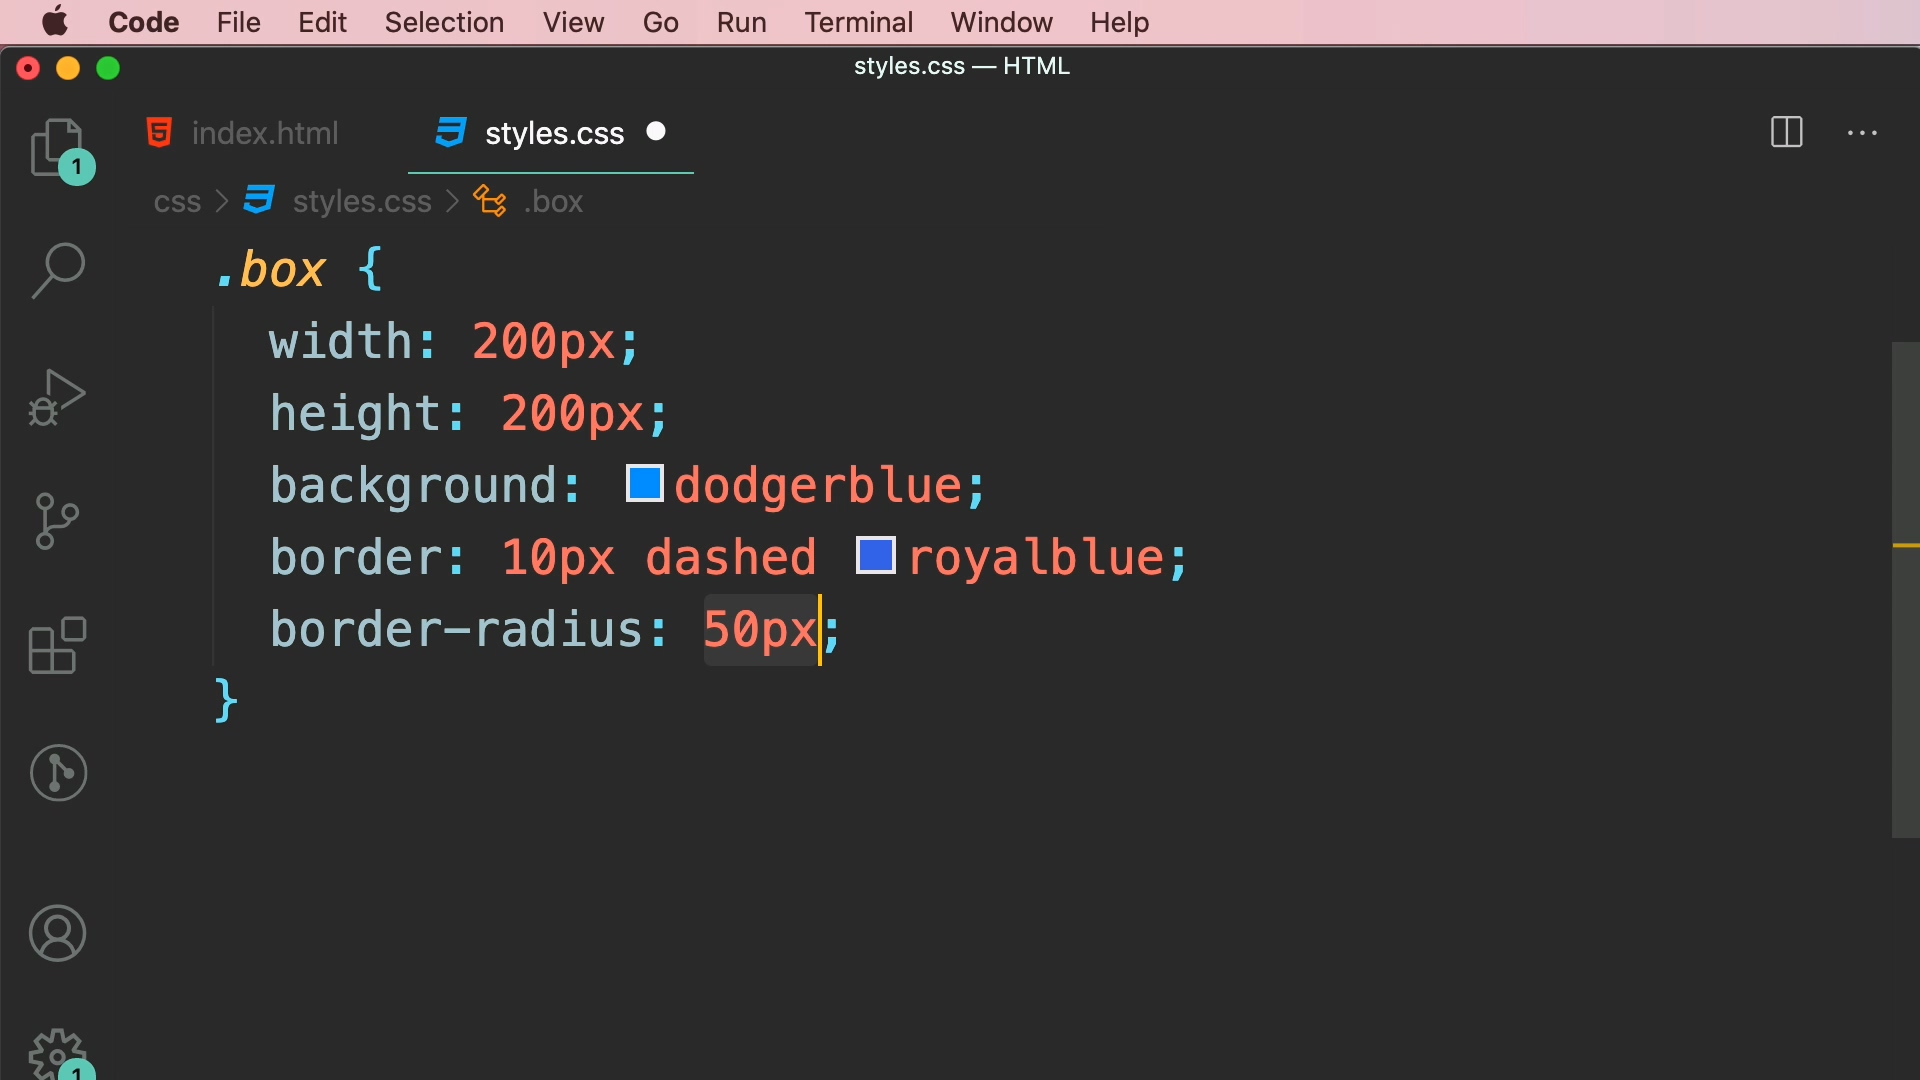 Code File Edit Selection View Go Run Terminal Window Help
styles.css — HTML
index.html styles.css
css > styles.css > .box
.box {
width: 200px;
height: 200px;
background: dodgerblue;
border: 10px dashed royalblue;
border-radius: 50px;
}
1
1